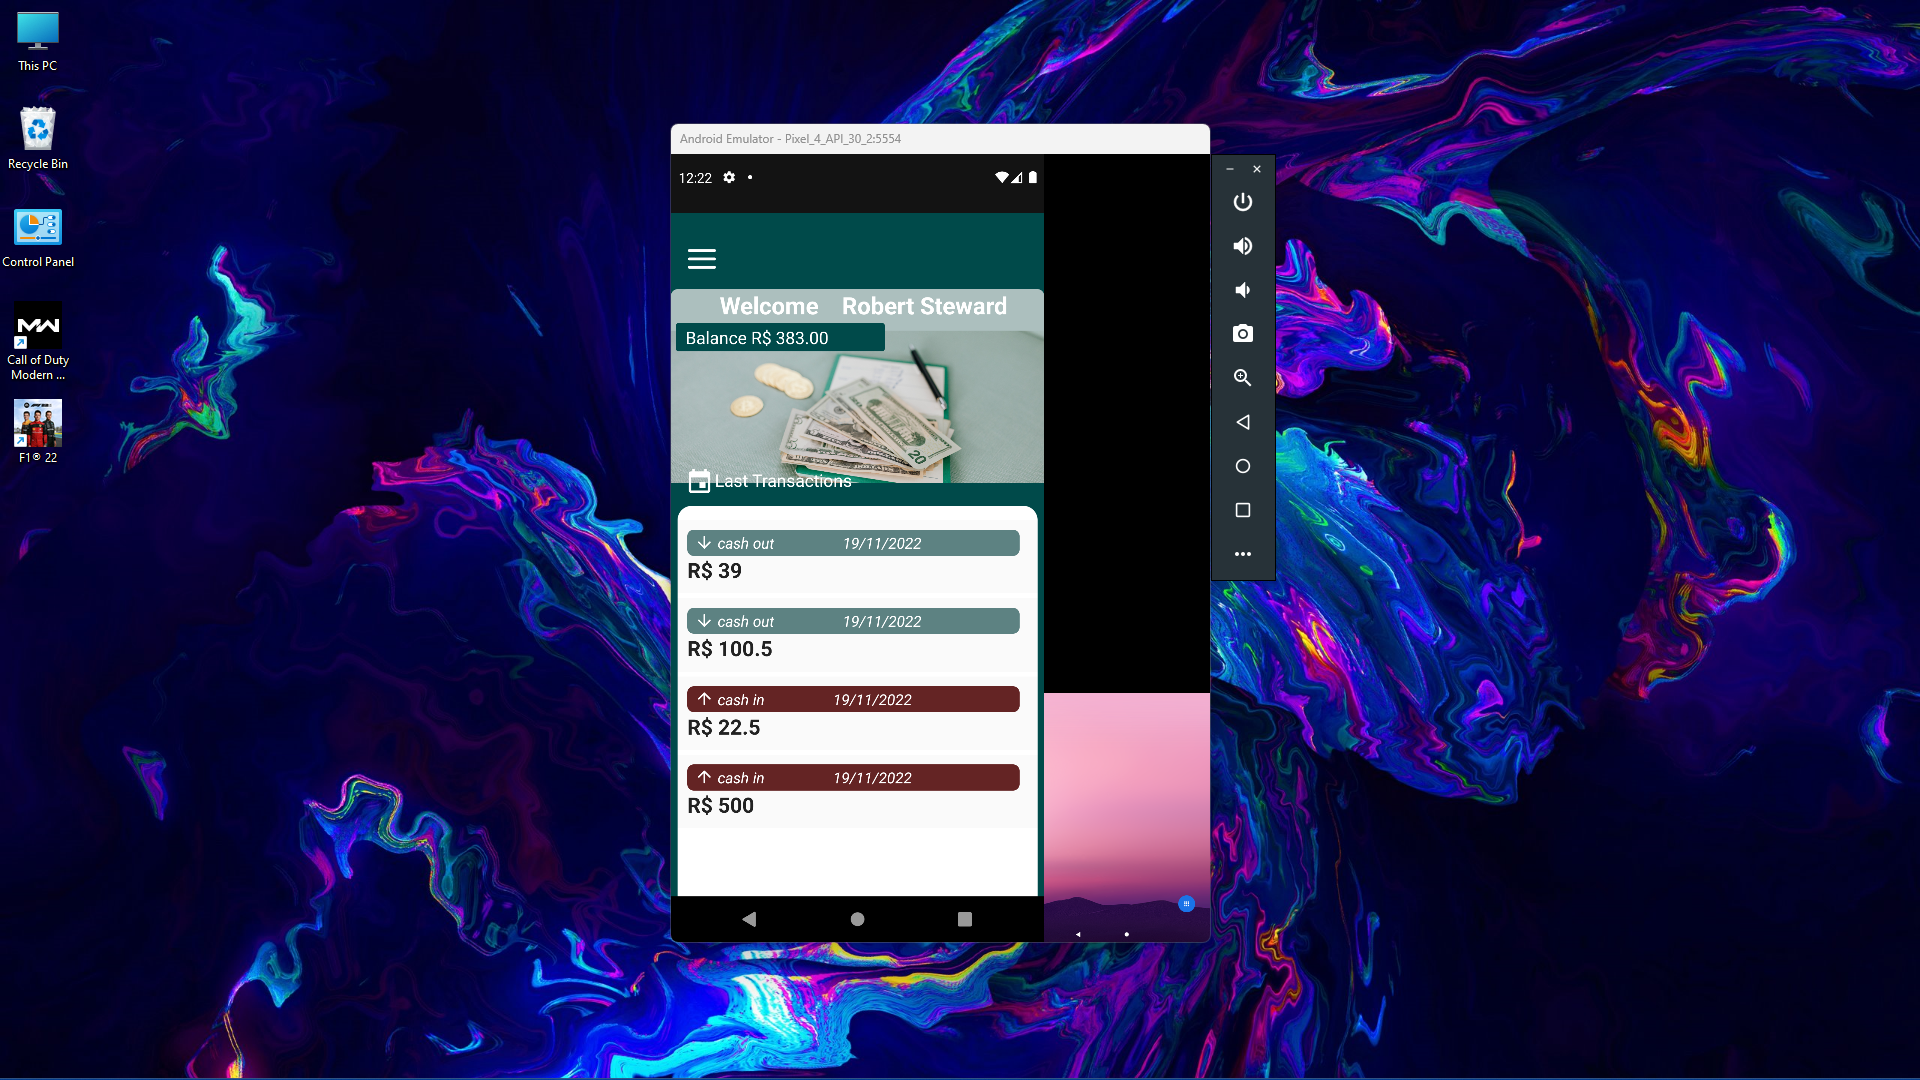 This PC
Recycle Bin
Control Panel
Call of Duty
Modern ...
F1® 22
Android Emulator - Pixel_4_API_30_2:5554
12:22
Welcome Robert Steward
Balance R$ 383.00
Last Transactions
cash out 19/11/2022
R$ 39
cash out 19/11/2022
R$ 100.5
cash in 19/11/2022
R$ 22.5
cash in 19/11/2022
R$ 500